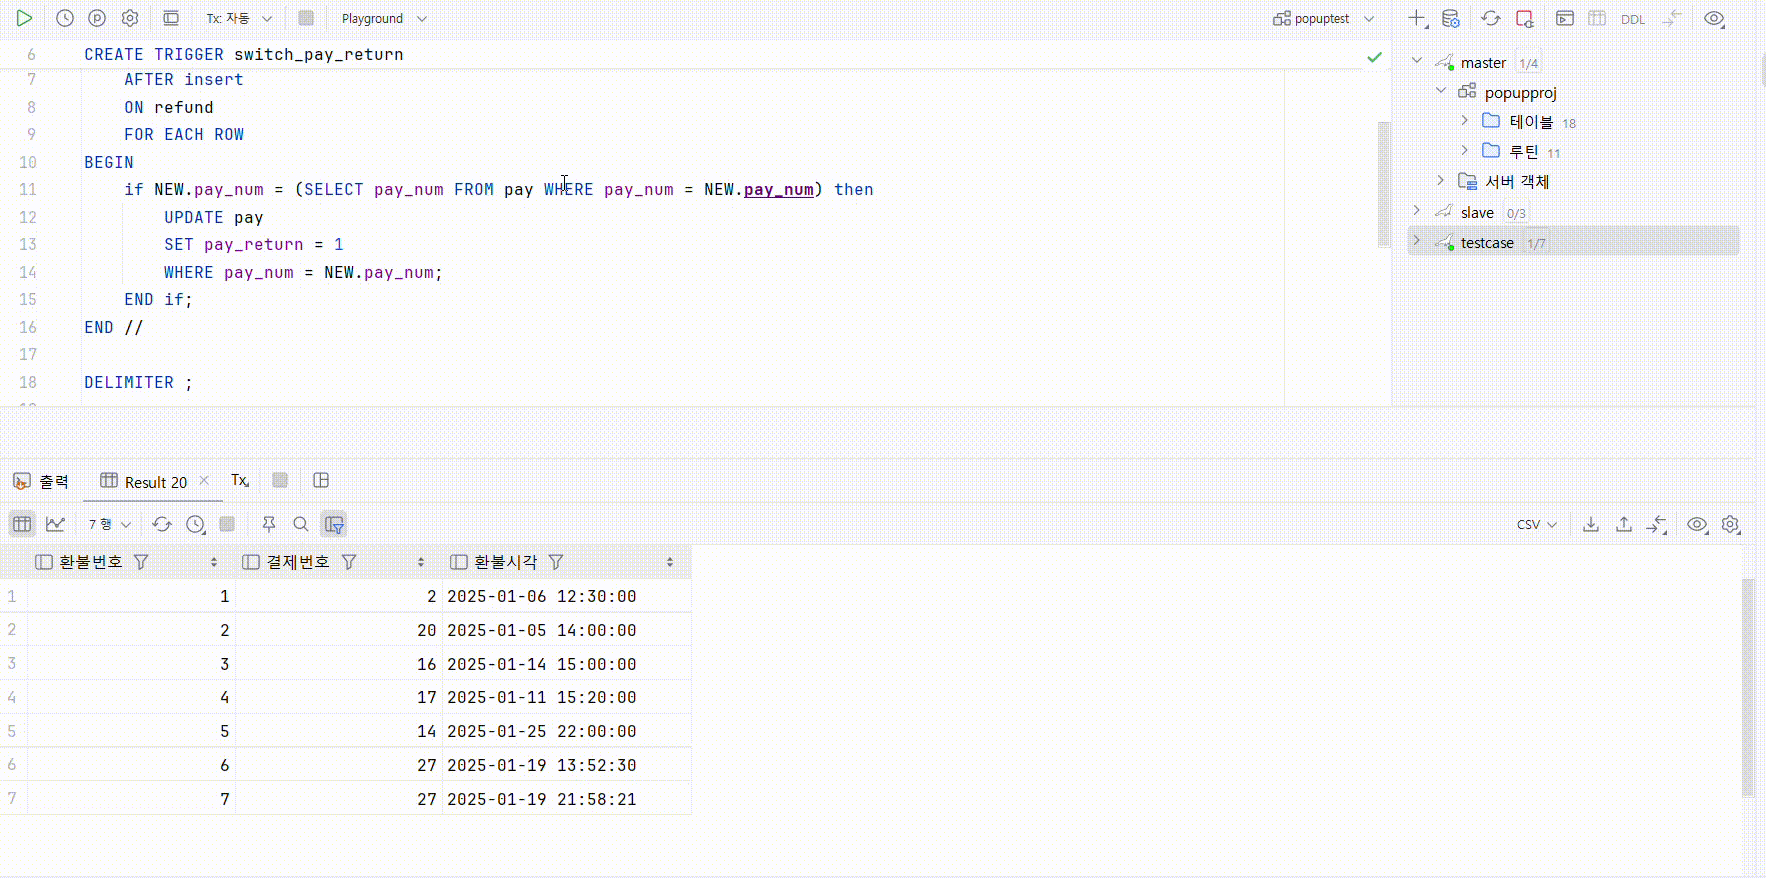 Tx: 자동
Playground
popuptest
DDL
6 CREATE TRIGGER switch_pay_return
7 AFTER insert
8 ON refund
9 FOR EACH ROW
10 BEGIN
11 if NEW.pay_num = (SELECT pay_num FROM pay WHERE pay_num = NEW.pay_num) then
12 UPDATE pay
13 SET pay_return = 1
14 WHERE pay_num = NEW.pay_num;
15 END if;
16 END //
17
18 DELIMITER ;
master 1/4
popupproj
테이블 18
루틴 11
서버 객체
slave 0/3
testcase 1/7
출력
Result 20
Tx
7 행
CSV
환불번호 결제번호 환불시각
1 1 2 2025-01-06 12:30:00
2 2 20 2025-01-05 14:00:00
3 3 16 2025-01-14 15:00:00
4 4 17 2025-01-11 15:20:00
5 5 14 2025-01-25 22:00:00
6 6 27 2025-01-19 13:52:30
7 7 27 2025-01-19 21:58:21